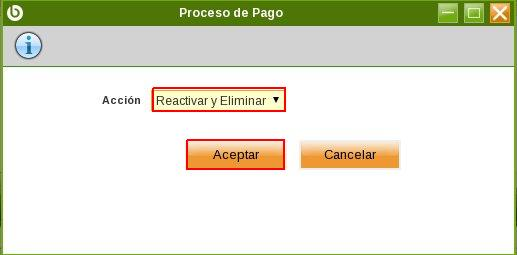 Proceso de Pago
Acción Reactivar y Eliminar
Aceptar Cancelar